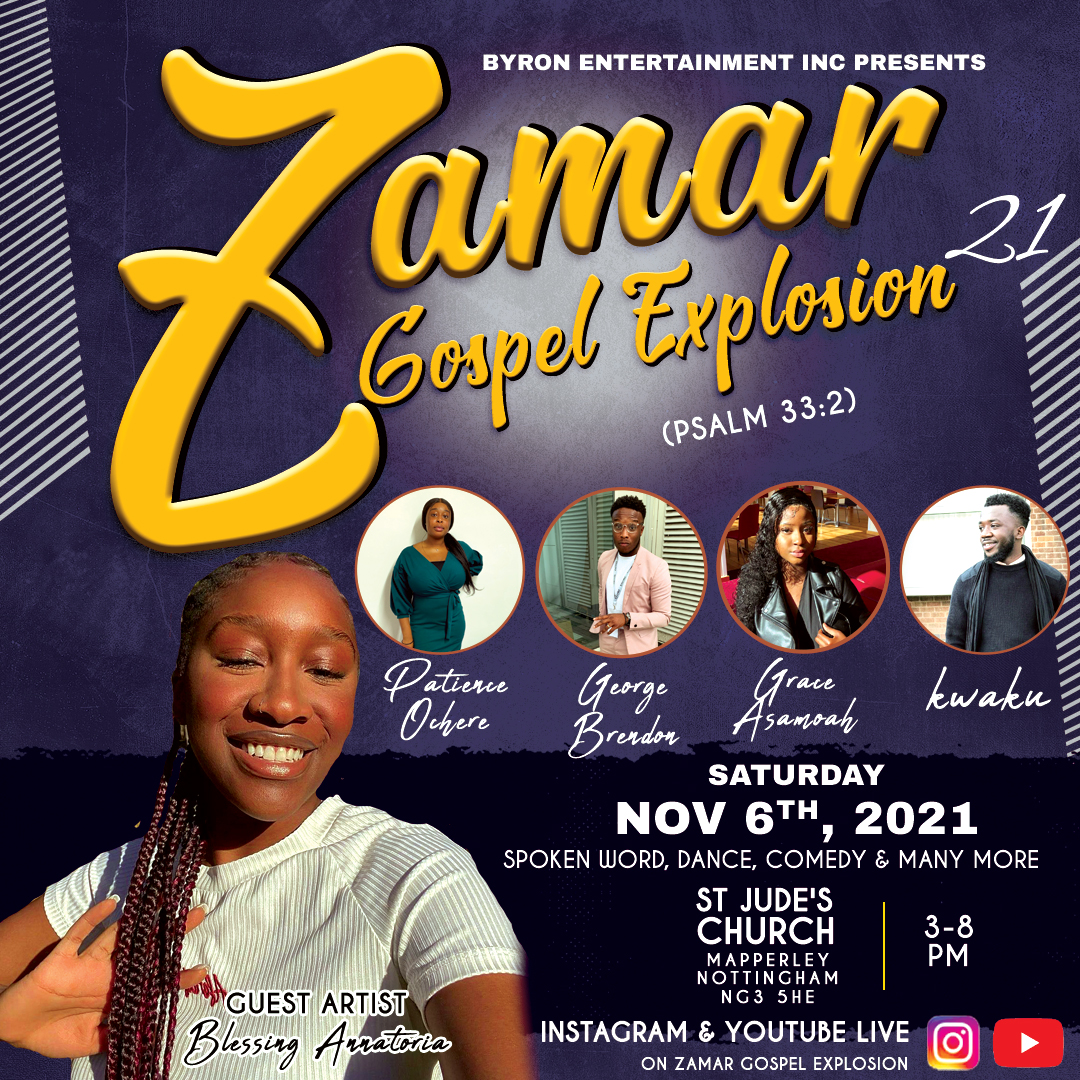 BYRON ENTERTAINMENT INC PRESENTS
Zamar
Gospel Explosion 21
(PSALM 33:2)
Patience
Ochere
George
Brendon
Grace
Asamoah
kwaku
SATURDAY
NOV 6TH, 2021
SPOKEN WORD, DANCE, COMEDY & MANY MORE
ST JUDE'S
CHURCH
MAPPERLEY
NOTTINGHAM
NG3 5HE
3-8
PM
GUEST ARTIST
Blessing Annatoria
INSTAGRAM & YOUTUBE LIVE
ON ZAMAR GOSPEL EXPLOSION